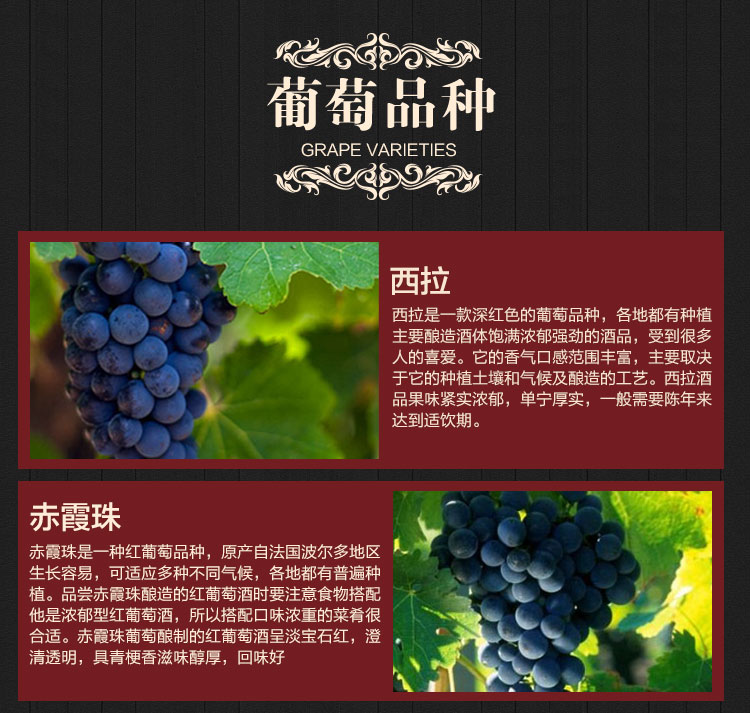 葡萄品种
GRAPE VARIETIES
西拉
西拉是一款深红色的葡萄品种，各地都有种植
主要酿造酒体饱满浓郁强劲的酒品，受到很多
人的喜爱。它的香气口感范围丰富，主要取决
于它的种植土壤和气候及酿造的工艺。西拉酒
品果味紧实浓郁，单宁厚实，一般需要陈年来
达到适饮期。
赤霞珠
赤霞珠是一种红葡萄品种，原产自法国波尔多地区
生长容易，可适应多种不同气候，各地都有普遍种
植。品尝赤霞珠酿造的红葡萄酒时要注意食物搭配
他是浓郁型红葡萄酒，所以搭配口味浓重的菜肴很
合适。赤霞珠葡萄酿制的红葡萄酒呈淡宝石红，澄
清透明，具青梗香滋味醇厚，回味好